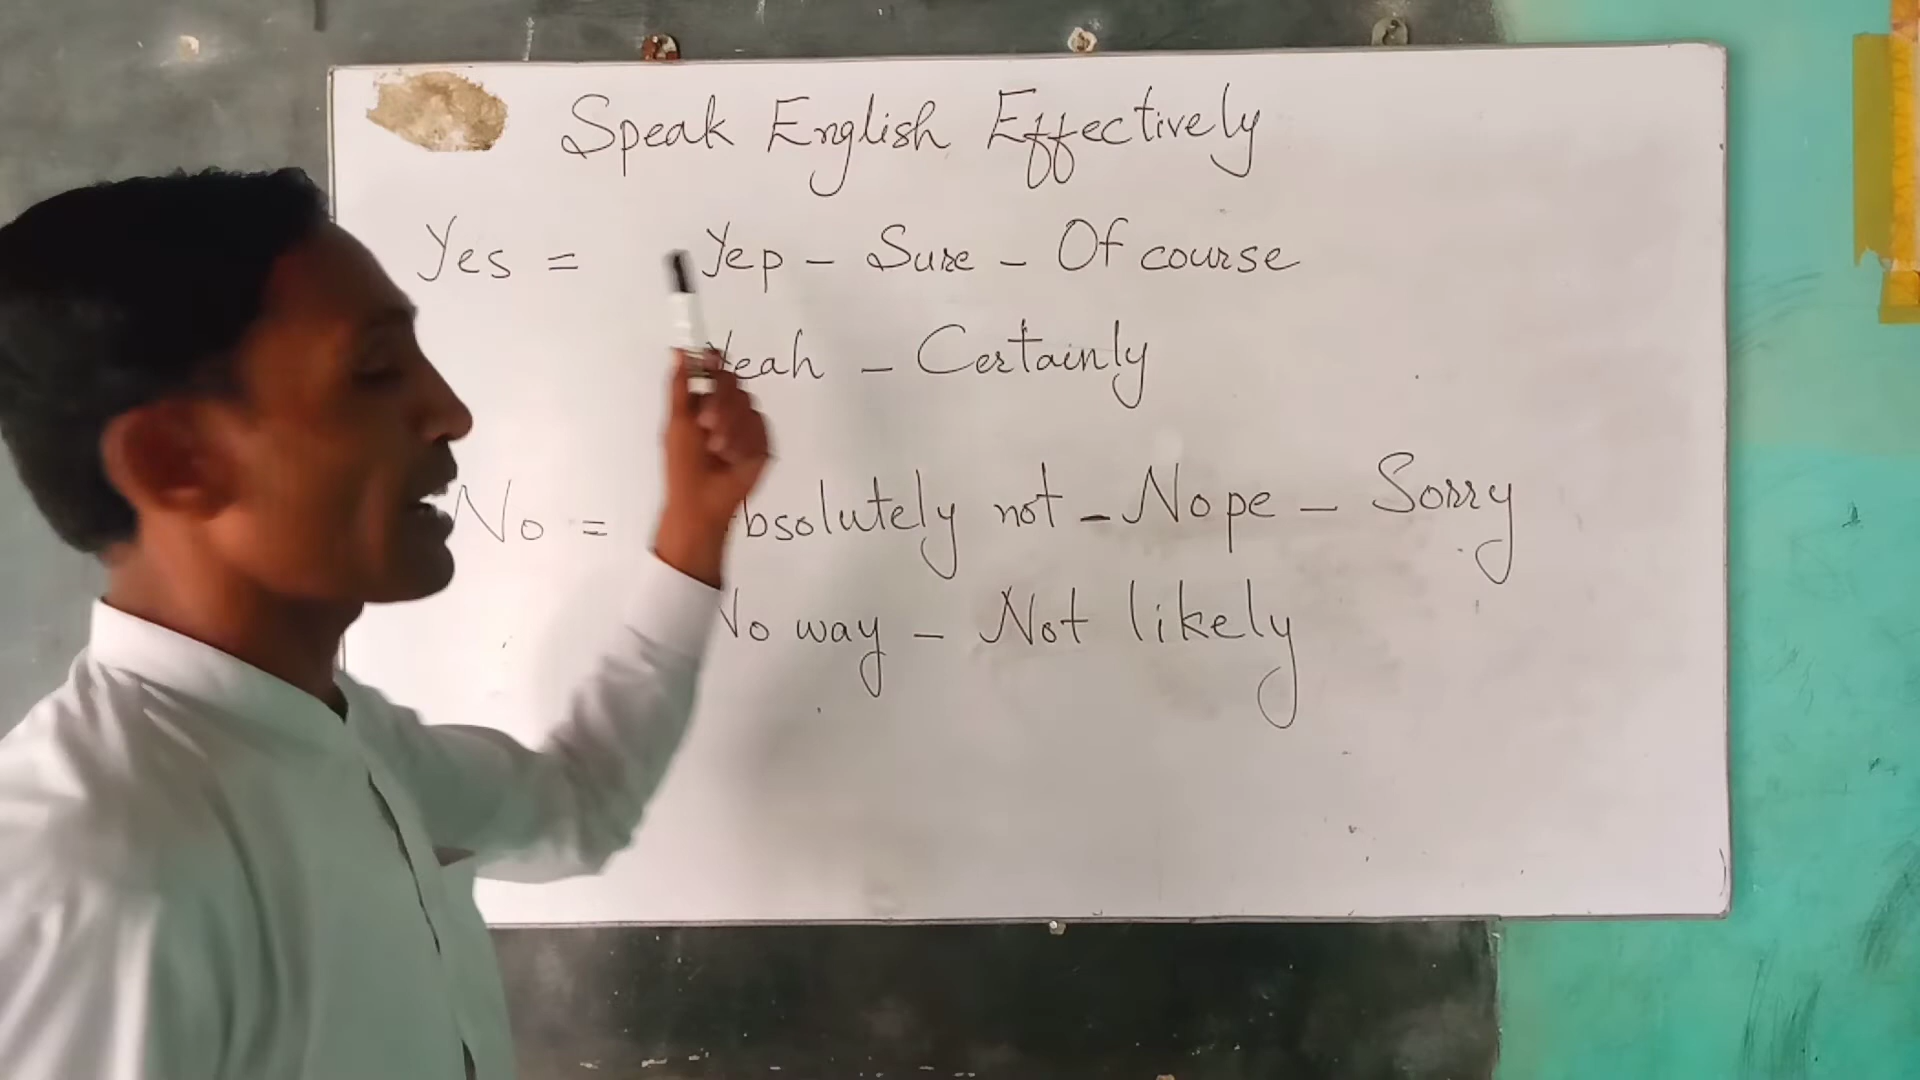 Speak English Effectively
Yes = Yep - Sure - Of course
Yeah - Certainly
No = Absolutely not - Nope - Sorry
No way - Not likely